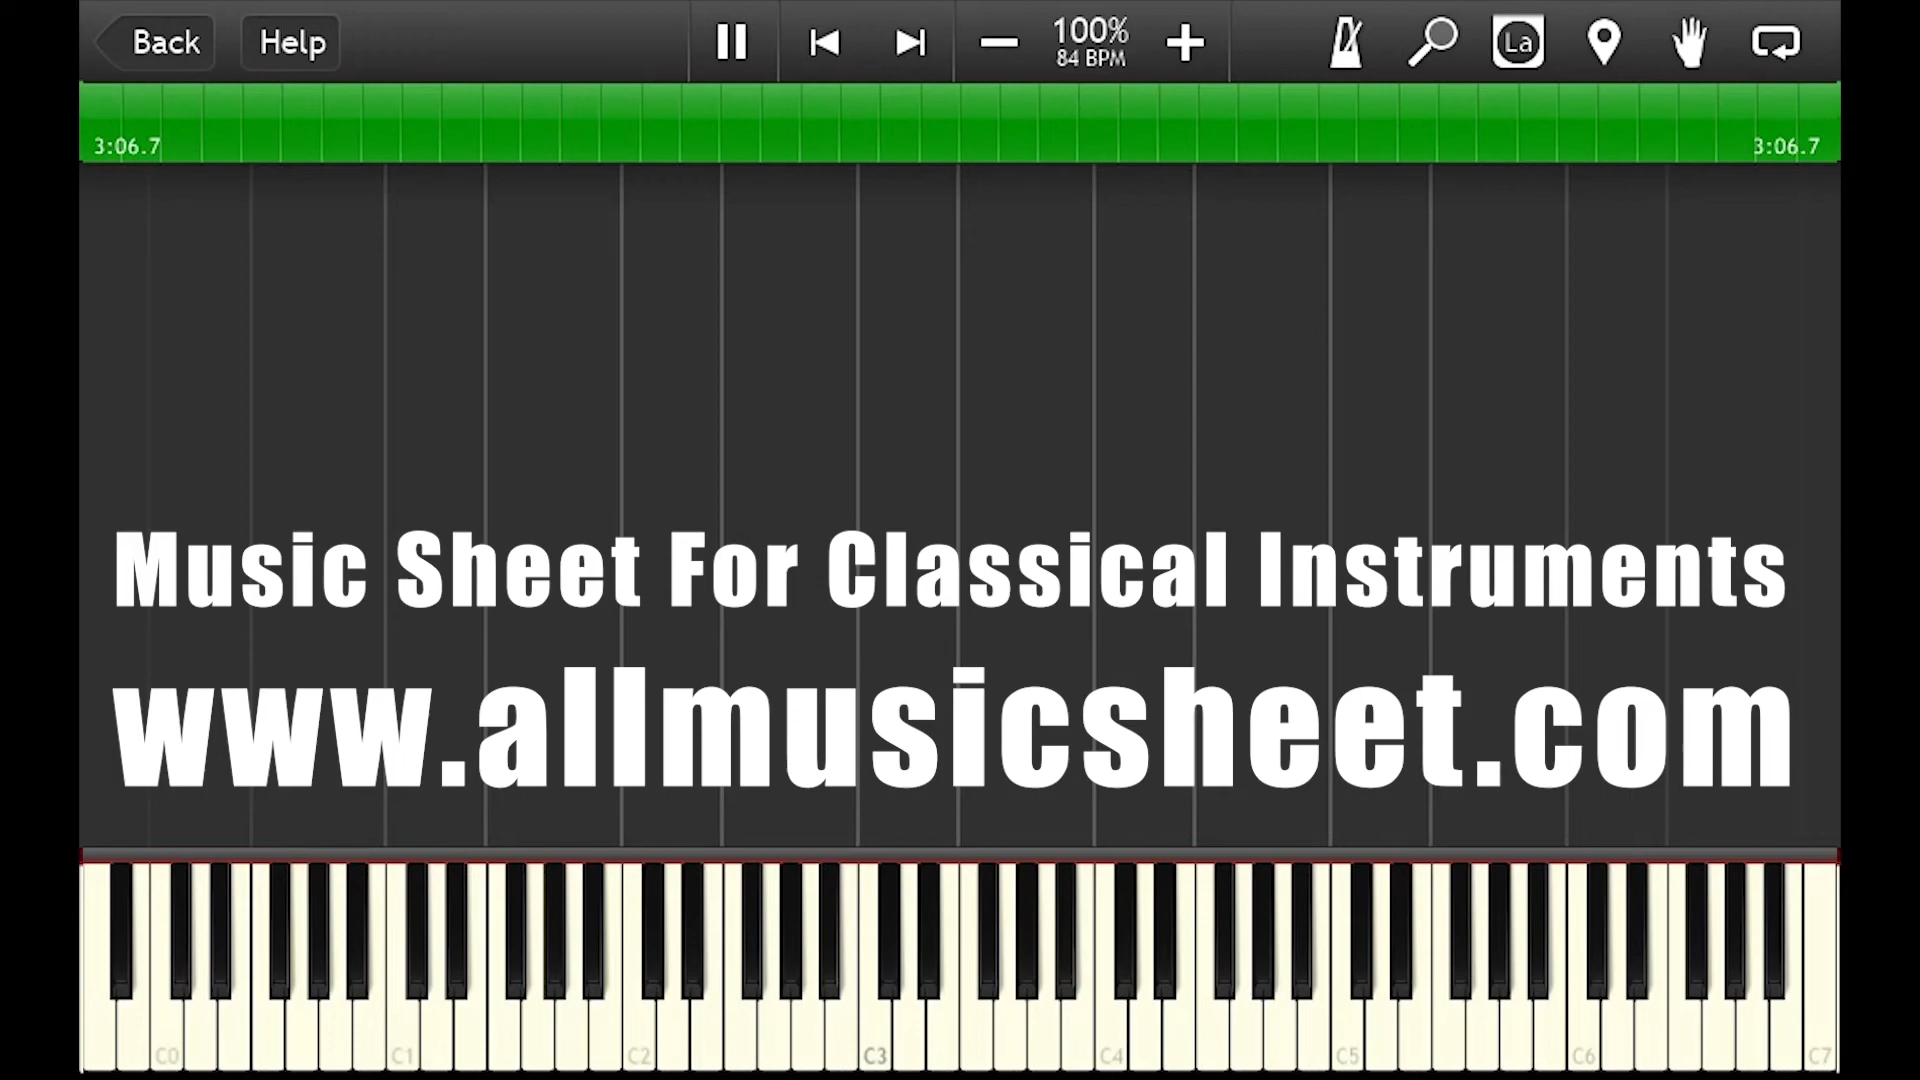 Back Help 100% La
84 BPM
3:06.7 3:06.7
Music Sheet For Classical Instruments
www.allmusicsheet.com
C0 C1 C2 C3 C4 C5 C6 C7